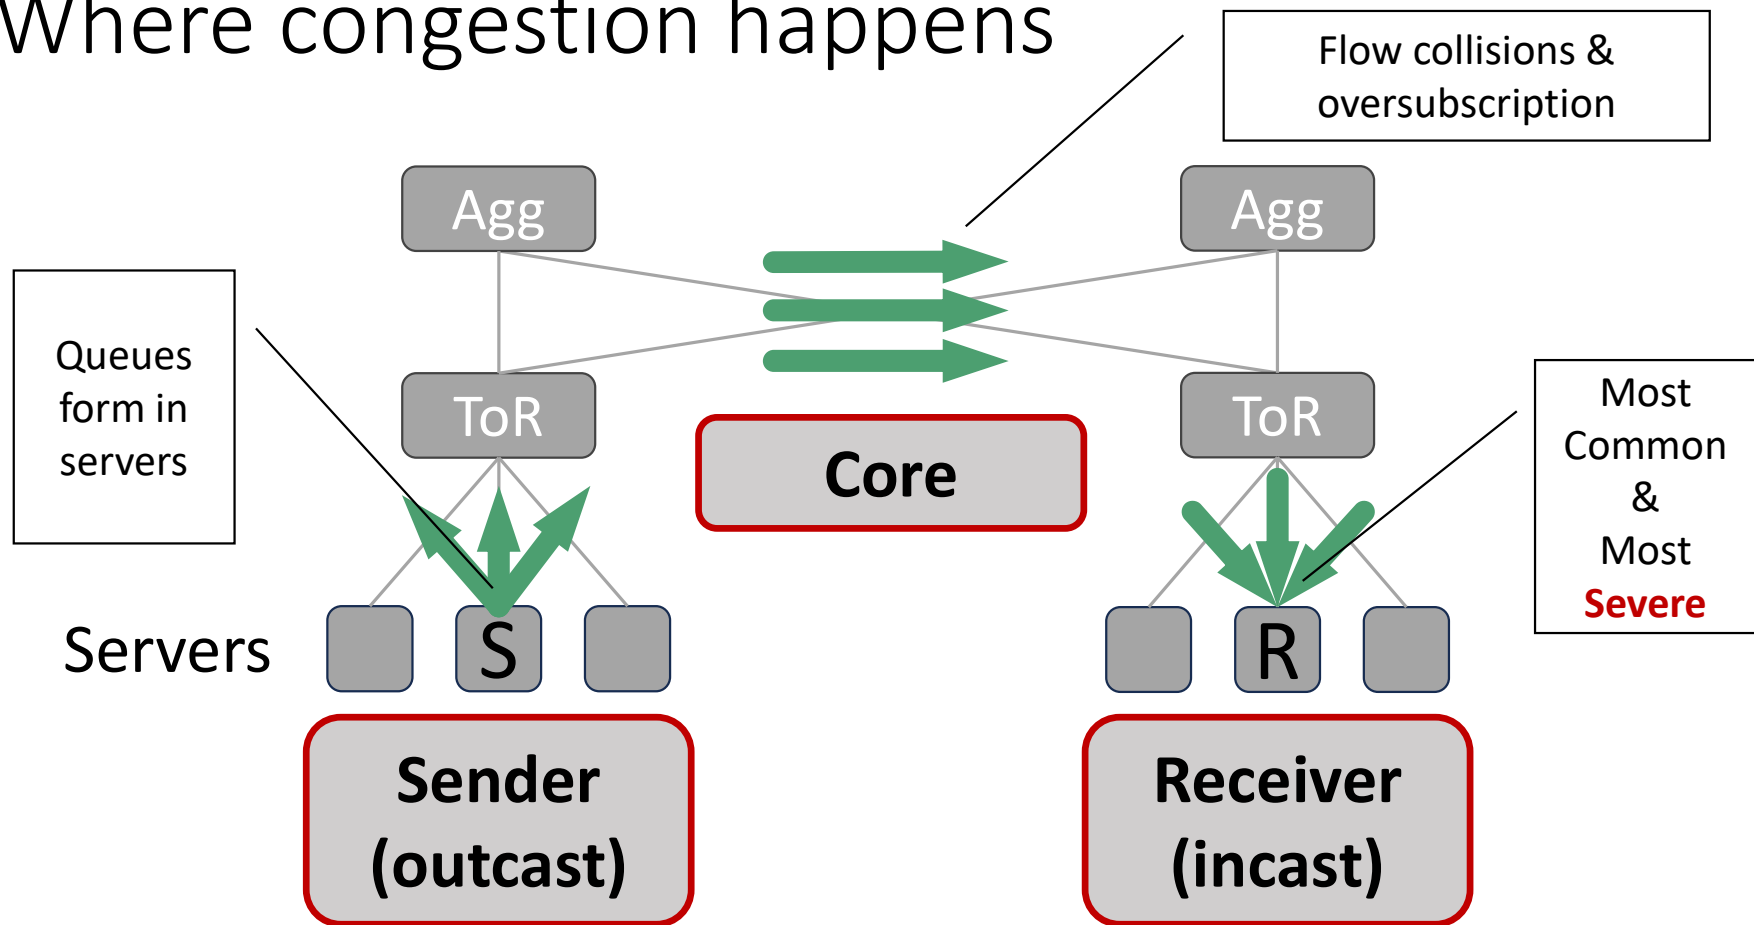 Where congestion happens
Flow collisions &
oversubscription
Agg
Agg
Queues
form in
servers
ToR
ToR
Core
Most
Common
&
Most
Severe
Servers
S
R
Sender
(outcast)
Receiver
(incast)